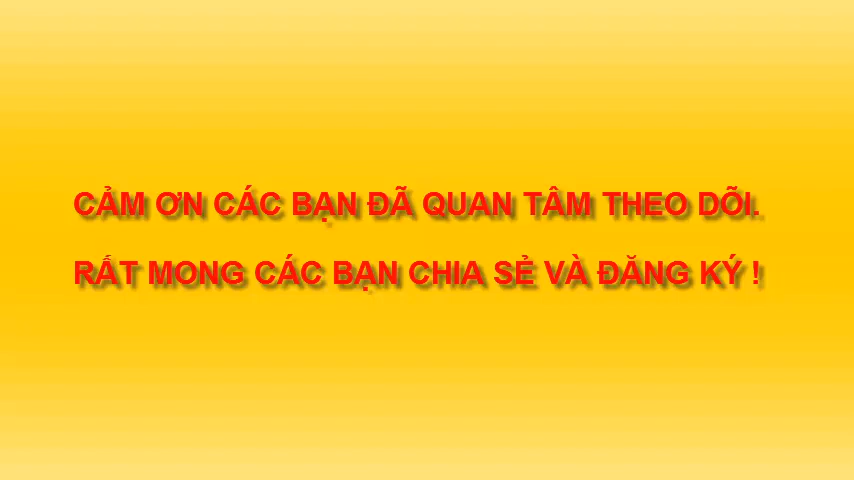 CẢM ƠN CÁC BẠN ĐÃ QUAN TÂM THEO DÕI.
RẤT MONG CÁC BẠN CHIA SẺ VÀ ĐĂNG KÝ !